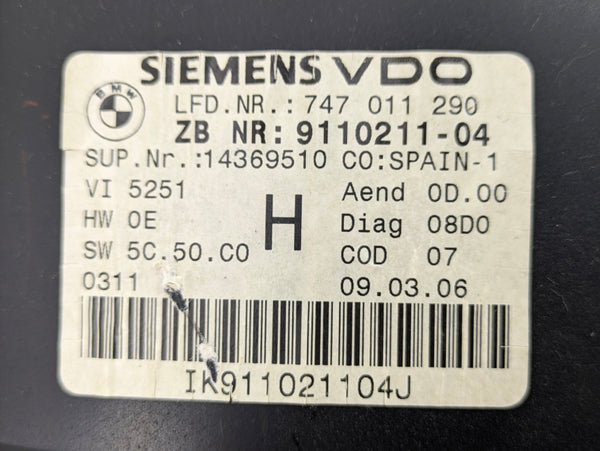 SIEMENS VDO
BMW
LFD.NR.:747 011 290
ZB NR:9110211-04
SUP.Nr.:14369510 CO:SPAIN-1
VI 5251 Aend 0D.00
HW 0E H Diag 08D0
SW 5C.50.C0 COD 07
0311 09.03.06
IK911021104J